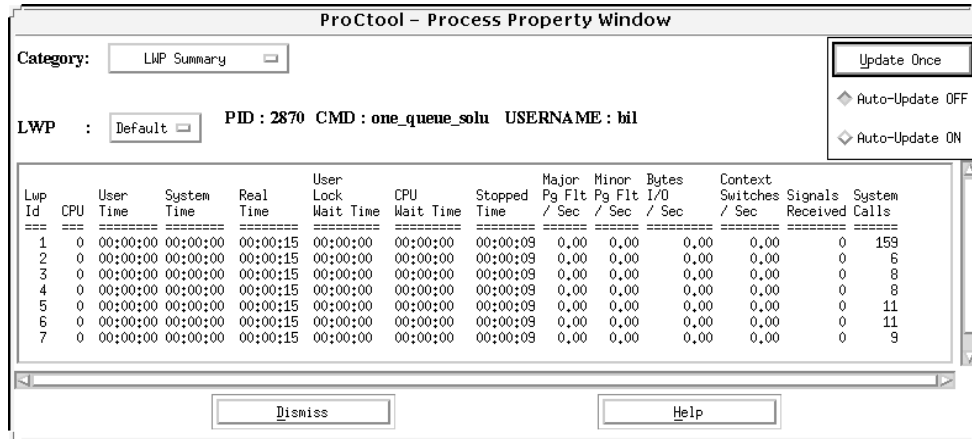 ProCtool – Process Property Window
Category: LWP Summary
Update Once
Auto-Update OFF
LWP : Default PID : 2870 CMD : one_queue_solu USERNAME : bil
Auto-Update ON
User Major Minor Bytes Context
Lwp User System Real Lock CPU Stopped Pg Flt Pg Flt I/O Switches Signals System
Id CPU Time Time Time Wait Time Wait Time Time / Sec / Sec / Sec / Sec Received Calls
=== === ======== ======== ======== ========= ========= ======== ====== ====== ========= ======== ======== ======
1 0 00:00:00 00:00:00 00:00:15 00:00:00 00:00:00 00:00:09 0.00 0.00 0.00 0.00 0 159
2 0 00:00:00 00:00:00 00:00:15 00:00:00 00:00:00 00:00:09 0.00 0.00 0.00 0.00 0 6
3 0 00:00:00 00:00:00 00:00:15 00:00:00 00:00:00 00:00:09 0.00 0.00 0.00 0.00 0 8
4 0 00:00:00 00:00:00 00:00:15 00:00:00 00:00:00 00:00:09 0.00 0.00 0.00 0.00 0 8
5 0 00:00:00 00:00:00 00:00:15 00:00:00 00:00:00 00:00:09 0.00 0.00 0.00 0.00 0 11
6 0 00:00:00 00:00:00 00:00:15 00:00:00 00:00:00 00:00:09 0.00 0.00 0.00 0.00 0 11
7 0 00:00:00 00:00:00 00:00:15 00:00:00 00:00:00 00:00:09 0.00 0.00 0.00 0.00 0 9
Dismiss Help